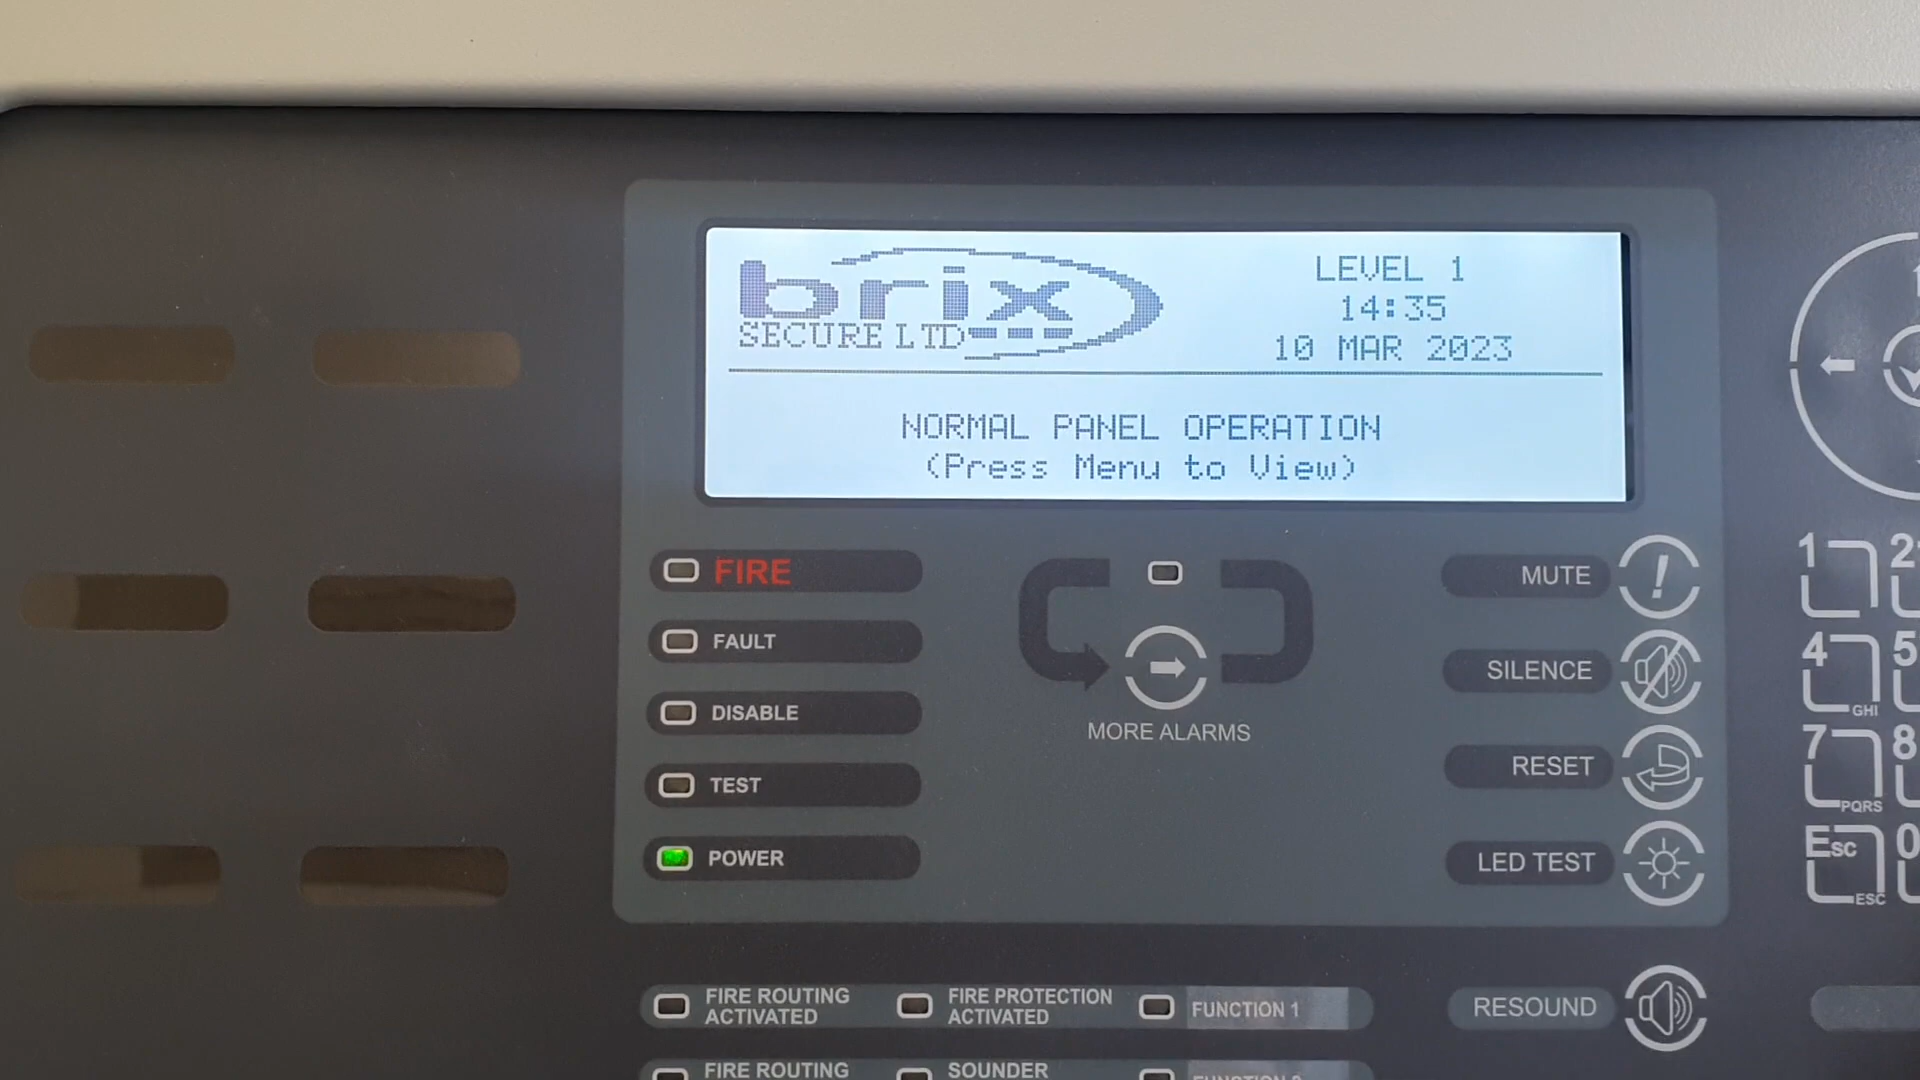 brix
SECURE LTD
LEVEL 1
14:35
10 MAR 2023
NORMAL PANEL OPERATION
(Press Menu to View)
FIRE
FAULT
DISABLE
TEST
POWER
MORE ALARMS
MUTE
SILENCE
RESET
LED TEST
1
2
4
GHI
5
7
PQRS
8
Esc
ESC
0
FIRE ROUTING
ACTIVATED
FIRE PROTECTION
ACTIVATED
FUNCTION 1
RESOUND
FIRE ROUTING
SOUNDER